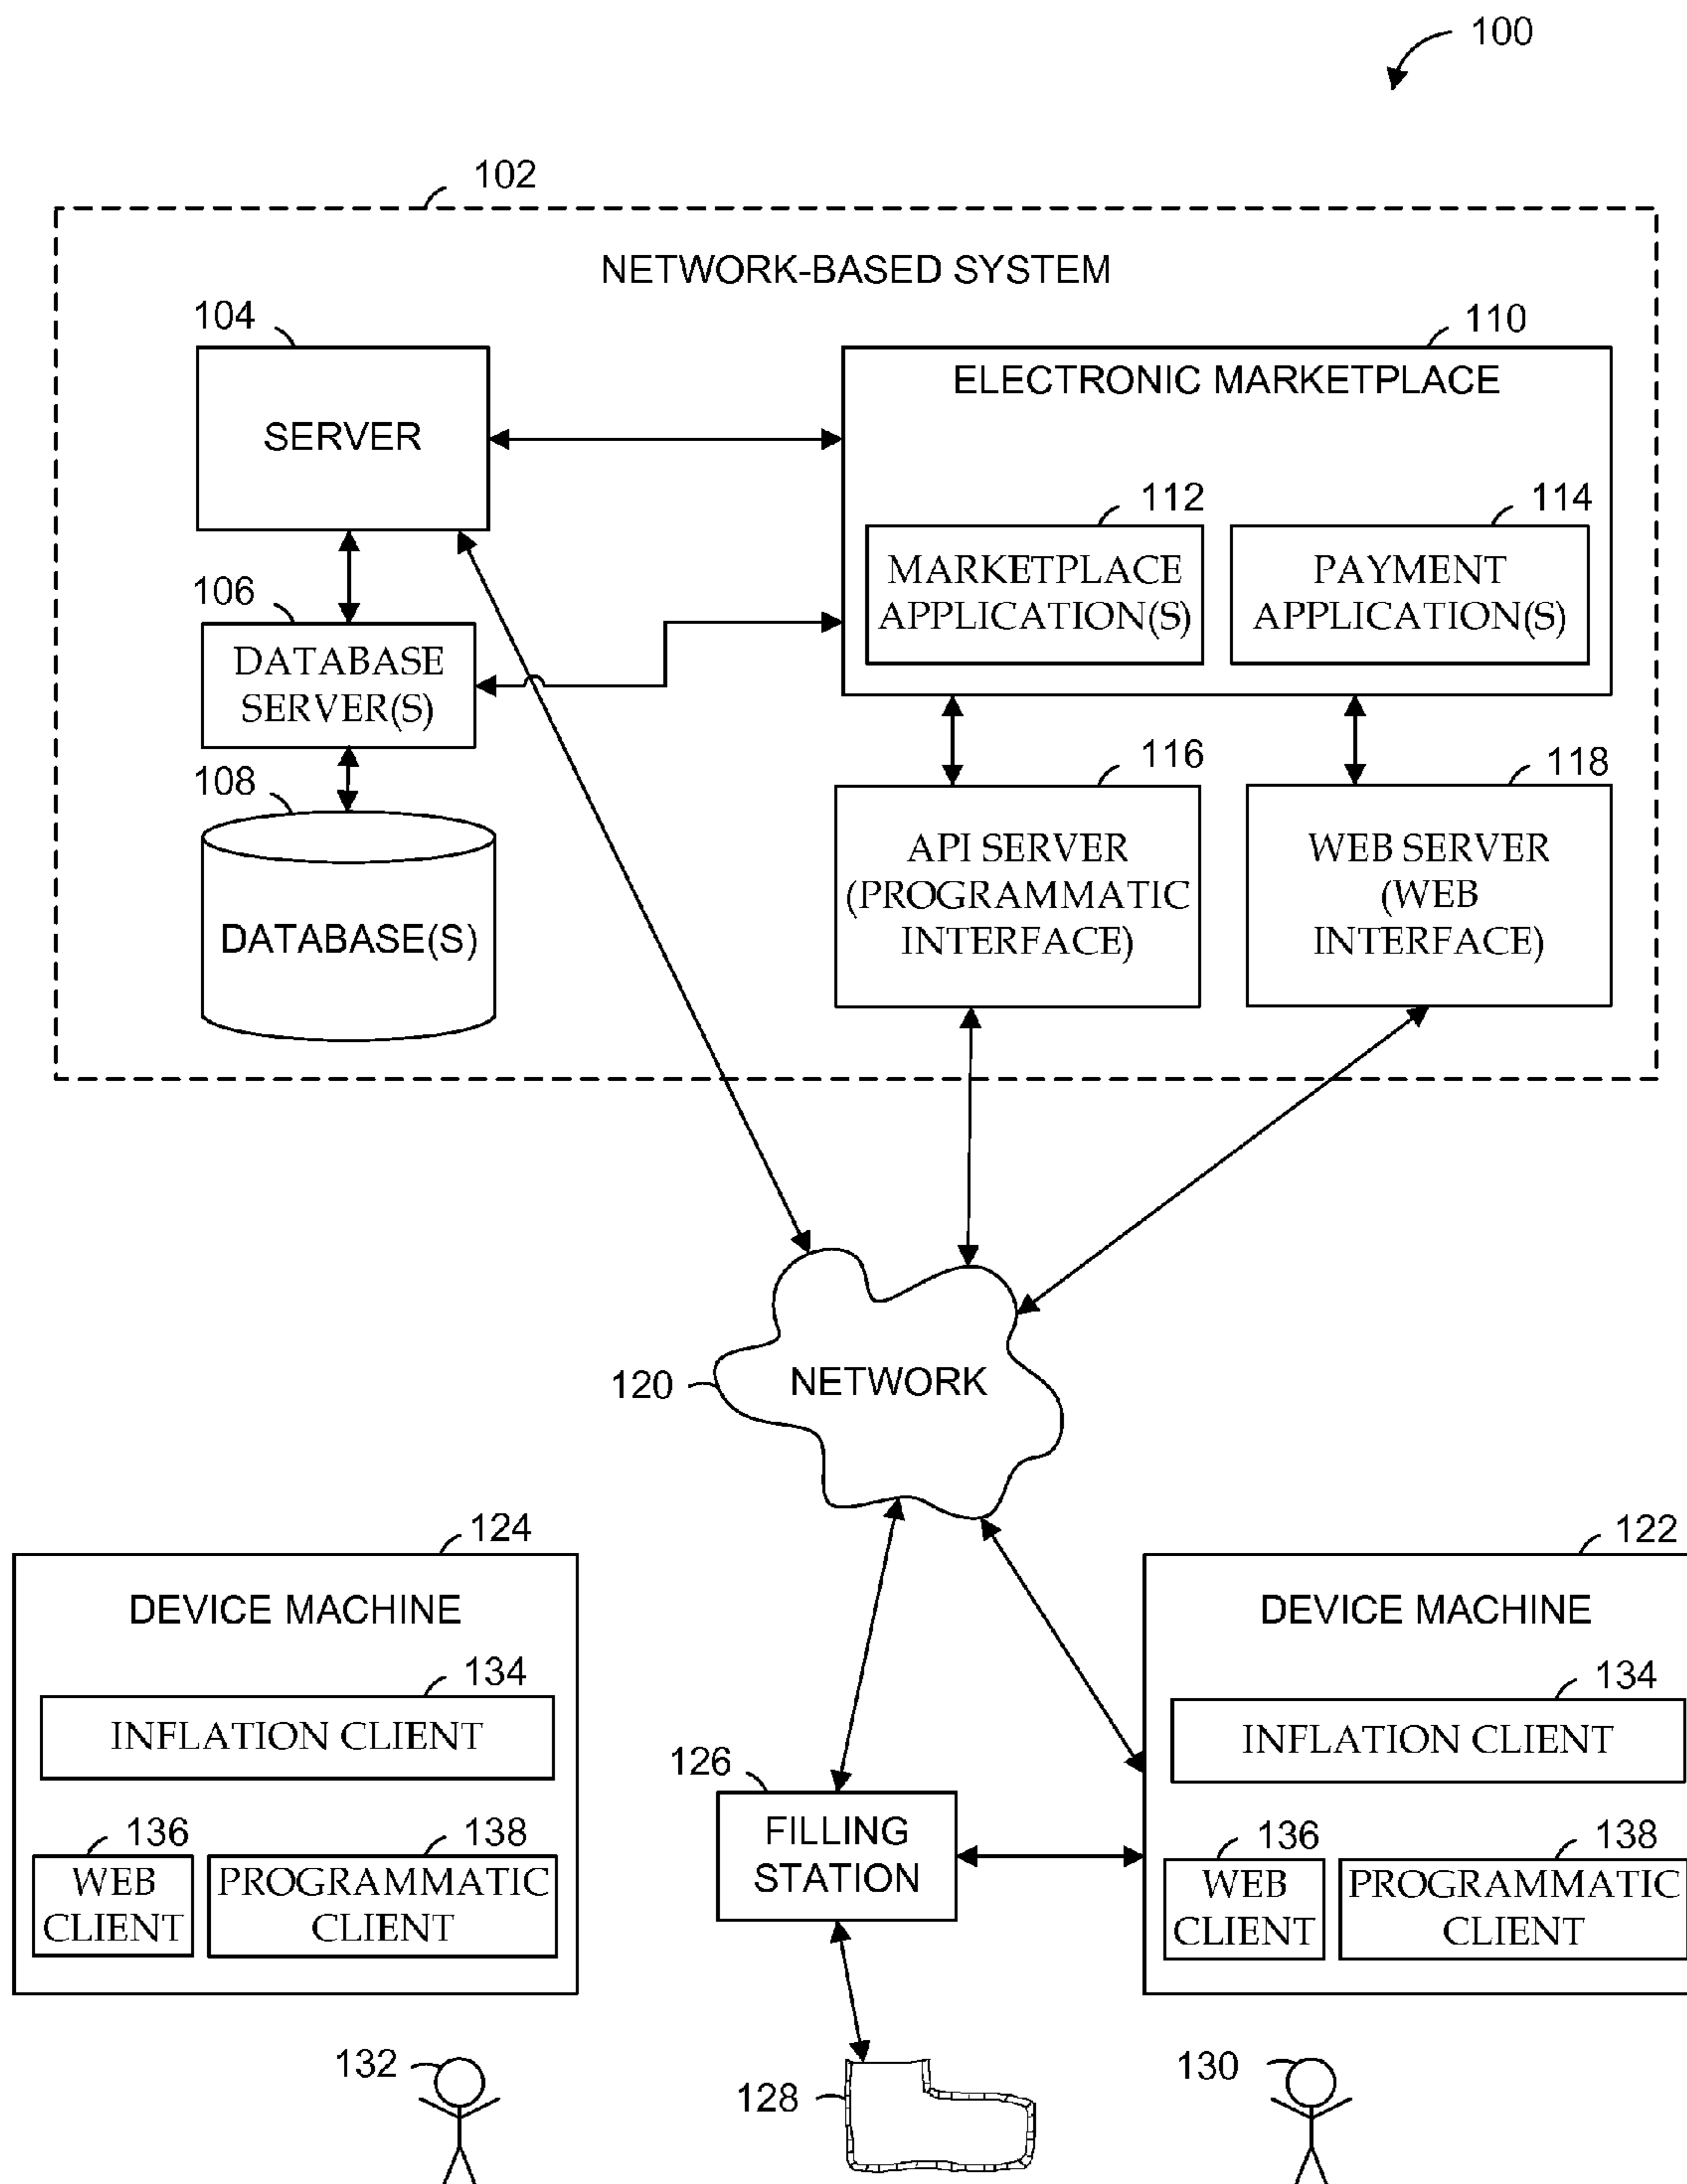 100
102
NETWORK-BASED SYSTEM
104
SERVER
110
ELECTRONIC MARKETPLACE
112
MARKETPLACE
APPLICATION(S)
114
PAYMENT
APPLICATION(S)
106
DATABASE
SERVER(S)
108
DATABASE(S)
116
API SERVER
(PROGRAMMATIC
INTERFACE)
118
WEB SERVER
(WEB
INTERFACE)
120
NETWORK
124
DEVICE MACHINE
134
INFLATION CLIENT
136
WEB
CLIENT
138
PROGRAMMATIC
CLIENT
126
FILLING
STATION
122
DEVICE MACHINE
134
INFLATION CLIENT
136
WEB
CLIENT
138
PROGRAMMATIC
CLIENT
132
128
130